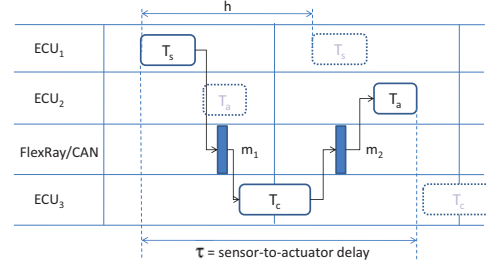 h
ECU1
Ts
Ts
ECU2
Ta
Ta
FlexRay/CAN
m1
m2
ECU3
Tc
Tc
τ = sensor-to-actuator delay